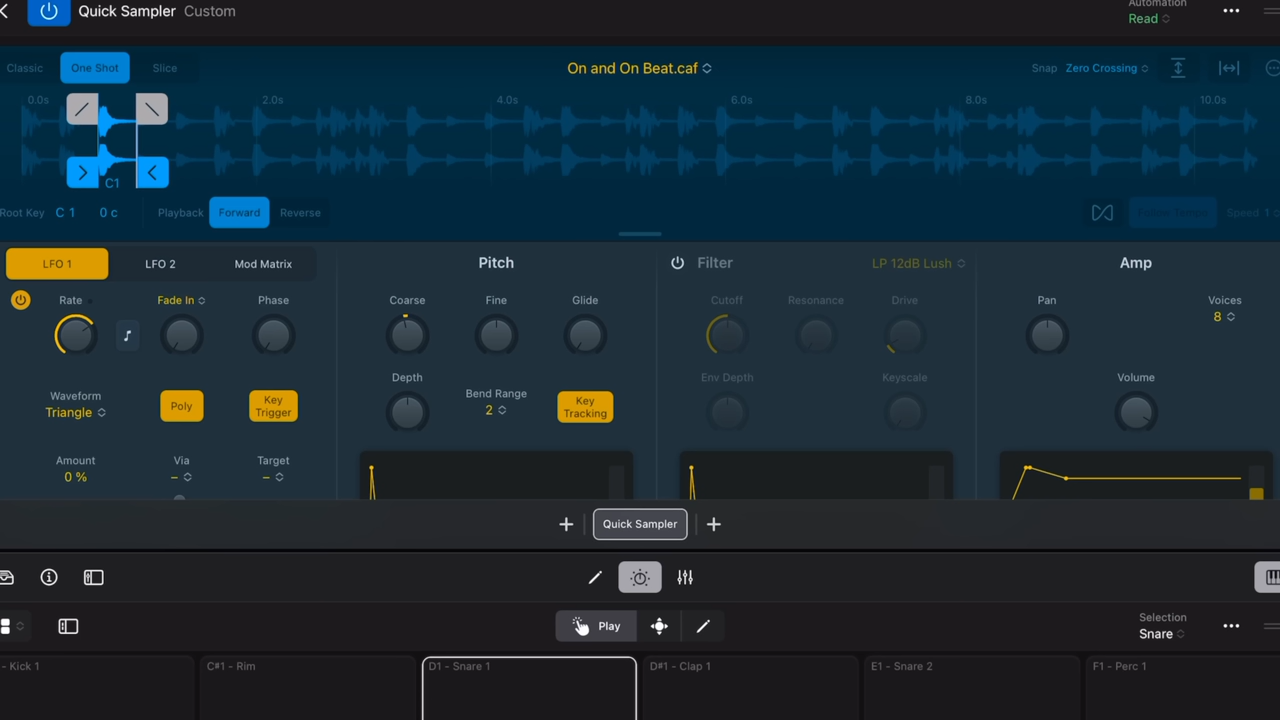 Quick Sampler Custom
Automation
Read
Classic One Shot Slice
On and On Beat.caf
Snap Zero Crossing
0.0s 2.0s 4.0s 6.0s 8.0s 10.0s
C1
Root Key C 1 0 c Playback Forward Reverse
Speed 1
LFO 1 LFO 2 Mod Matrix
Pitch
Filter LP 12dB Lush
Amp
Rate Fade In Phase
Coarse Fine Glide
Cutoff Resonance Drive
Pan Voices
8
Waveform
Triangle
Poly
Key
Trigger
Depth
Bend Range
2
Key
Tracking
Env Depth Keyscale
Volume
Amount
0 %
Via
–
Target
–
Quick Sampler
Play
Selection
Snare
- Kick 1
C#1 - Rim
D1 - Snare 1
D#1 - Clap 1
E1 - Snare 2
F1 - Perc 1